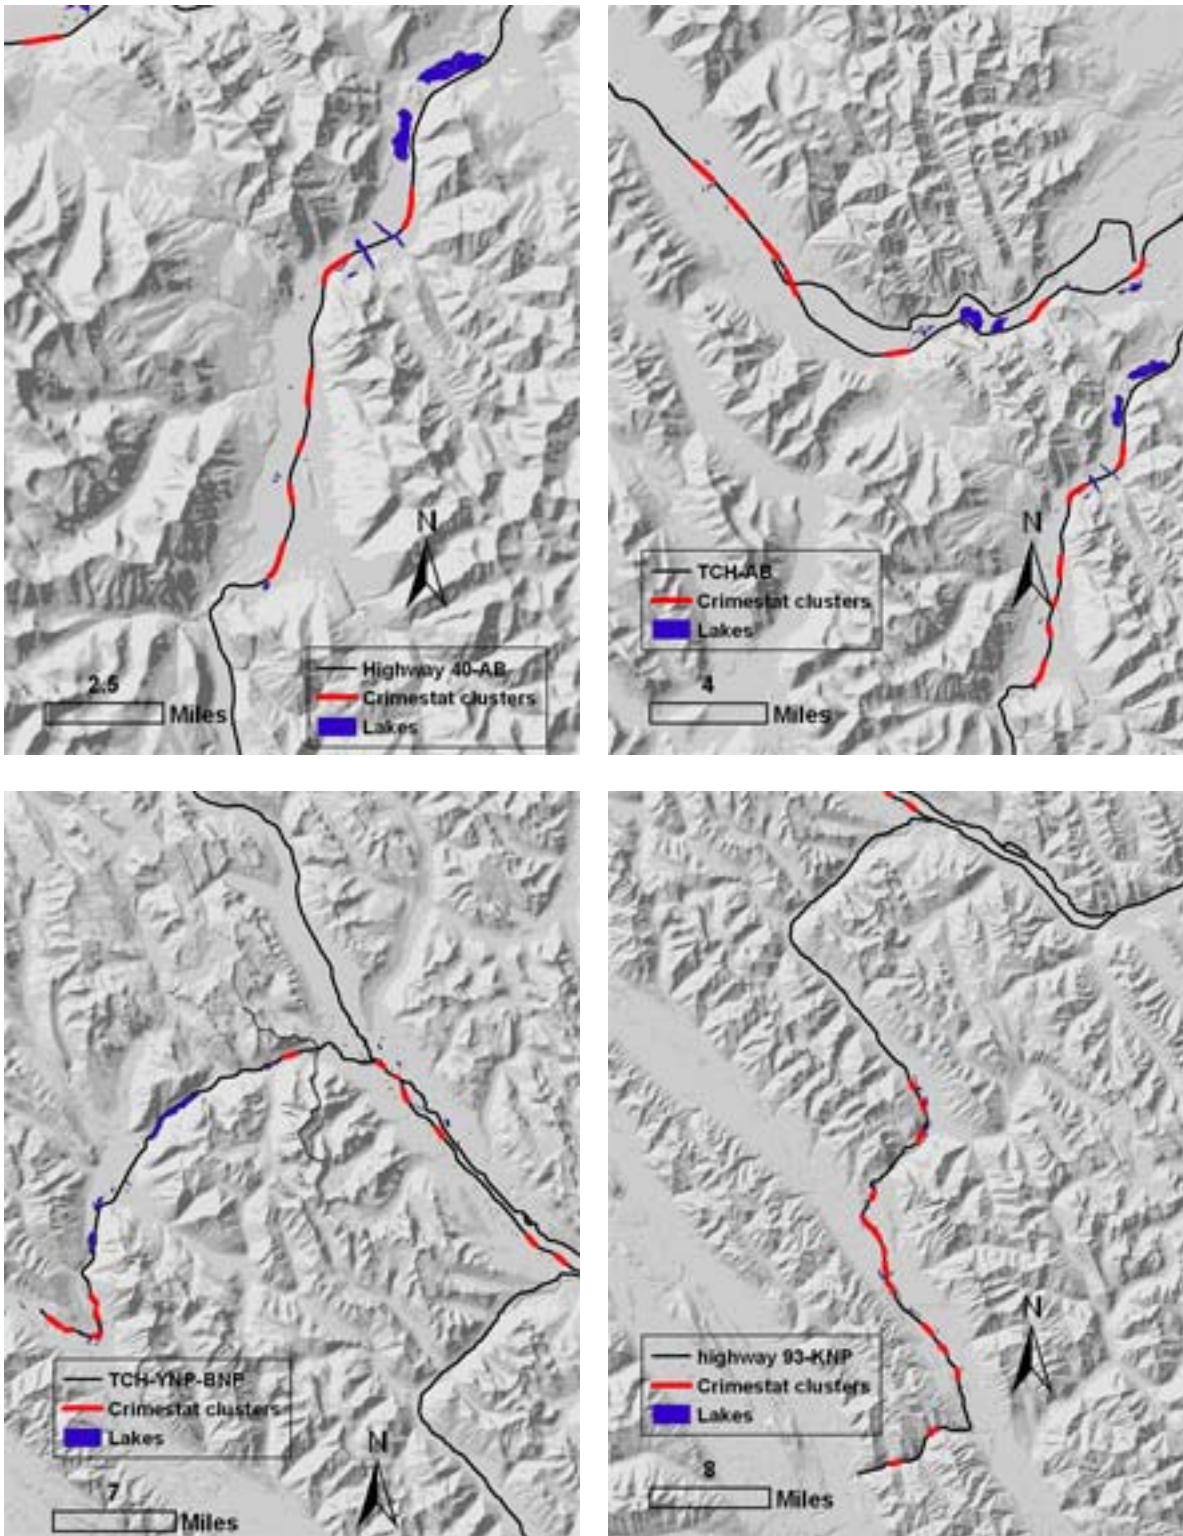 N
Highway 40-AB
Crimestat clusters
Lakes
2.5
Miles
N
TCH-AB
Crimestat clusters
Lakes
4
Miles
TCH-YNP-BNP
Crimestat clusters
Lakes
N
7
Miles
N
highway 93-KNP
Crimestat clusters
Lakes
8
Miles